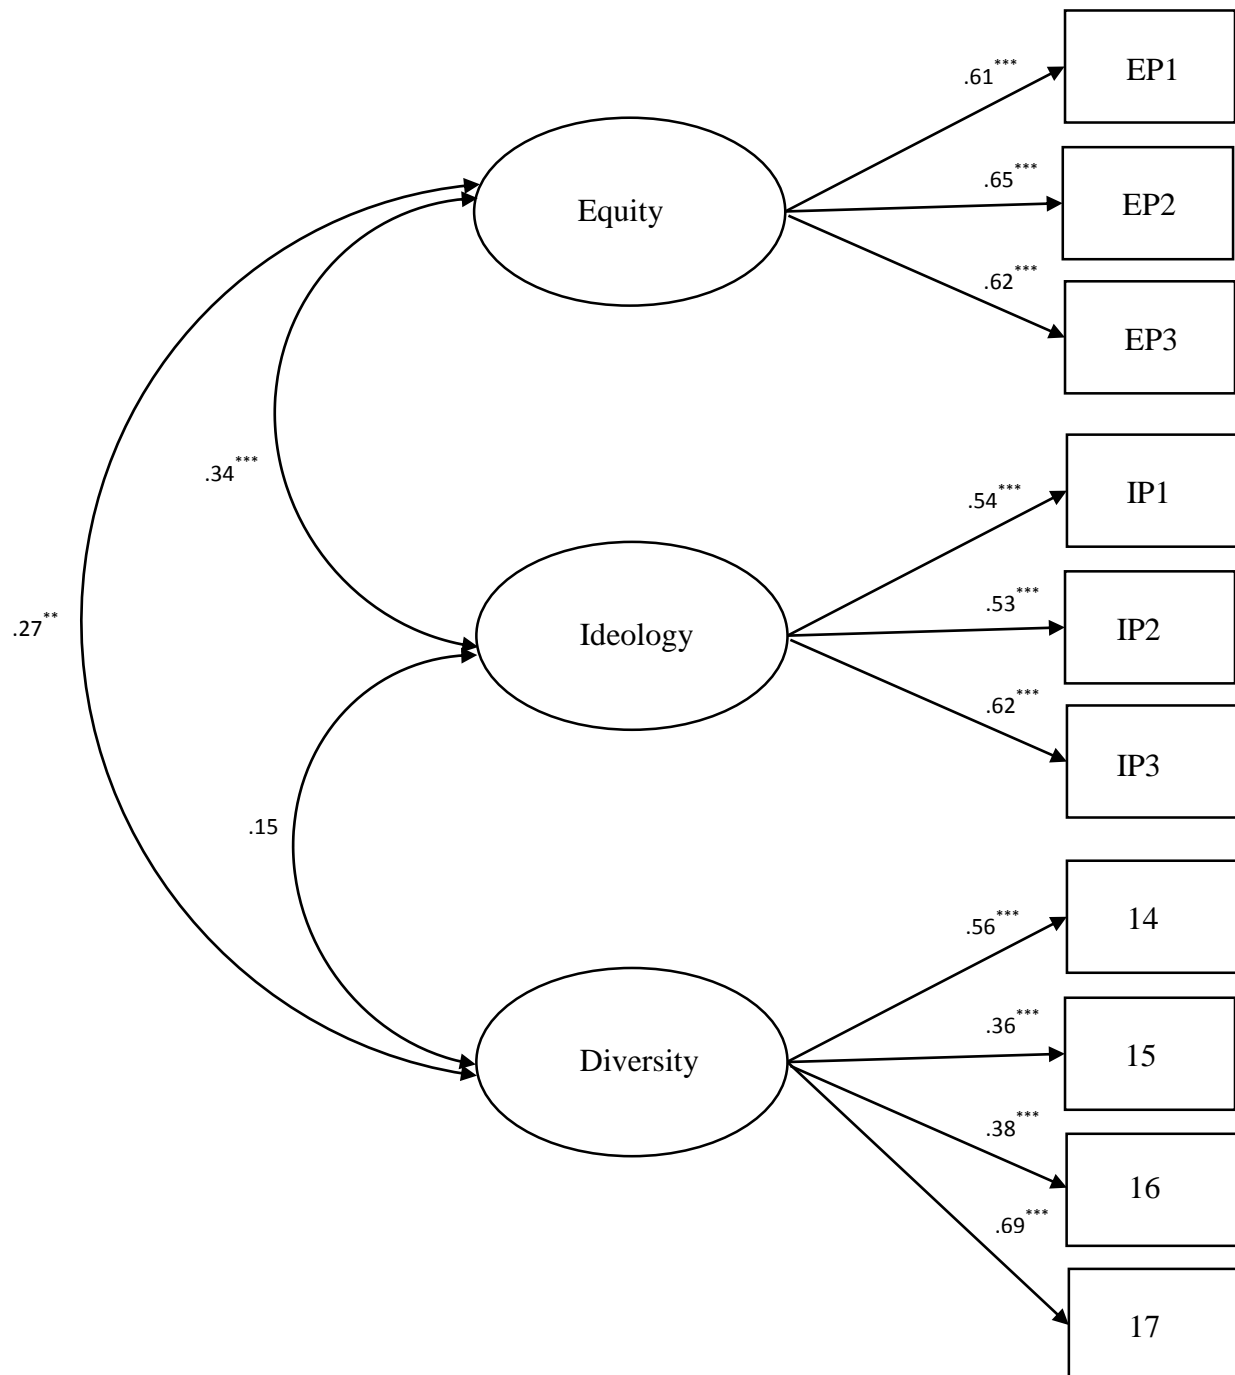 EP1
.61***
EP2
.65***
Equity
.62***
EP3
.34***
IP1
.54***
.27**
.53***
IP2
Ideology
.62***
IP3
.15
14
.56***
.36***
15
Diversity
.38***
16
.69***
17